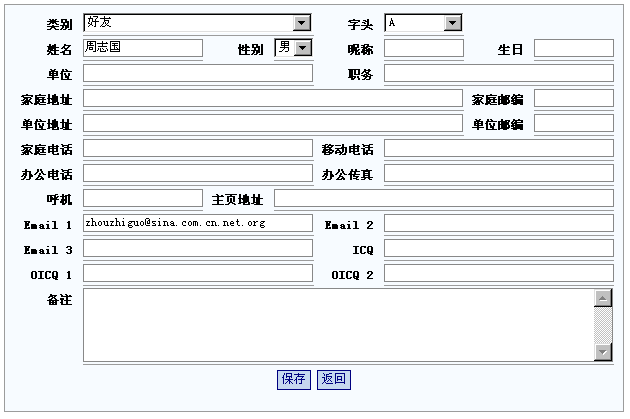 类别 好友 字头 A
姓名 周志国 性别 男 昵称 生日
单位 职务
家庭地址 家庭邮编
单位地址 单位邮编
家庭电话 移动电话
办公电话 办公传真
呼机 主页地址
Email 1 zhouzhiguo@sina.com.cn.net.org Email 2
Email 3 ICQ
OICQ 1 OICQ 2
备注
保存 返回